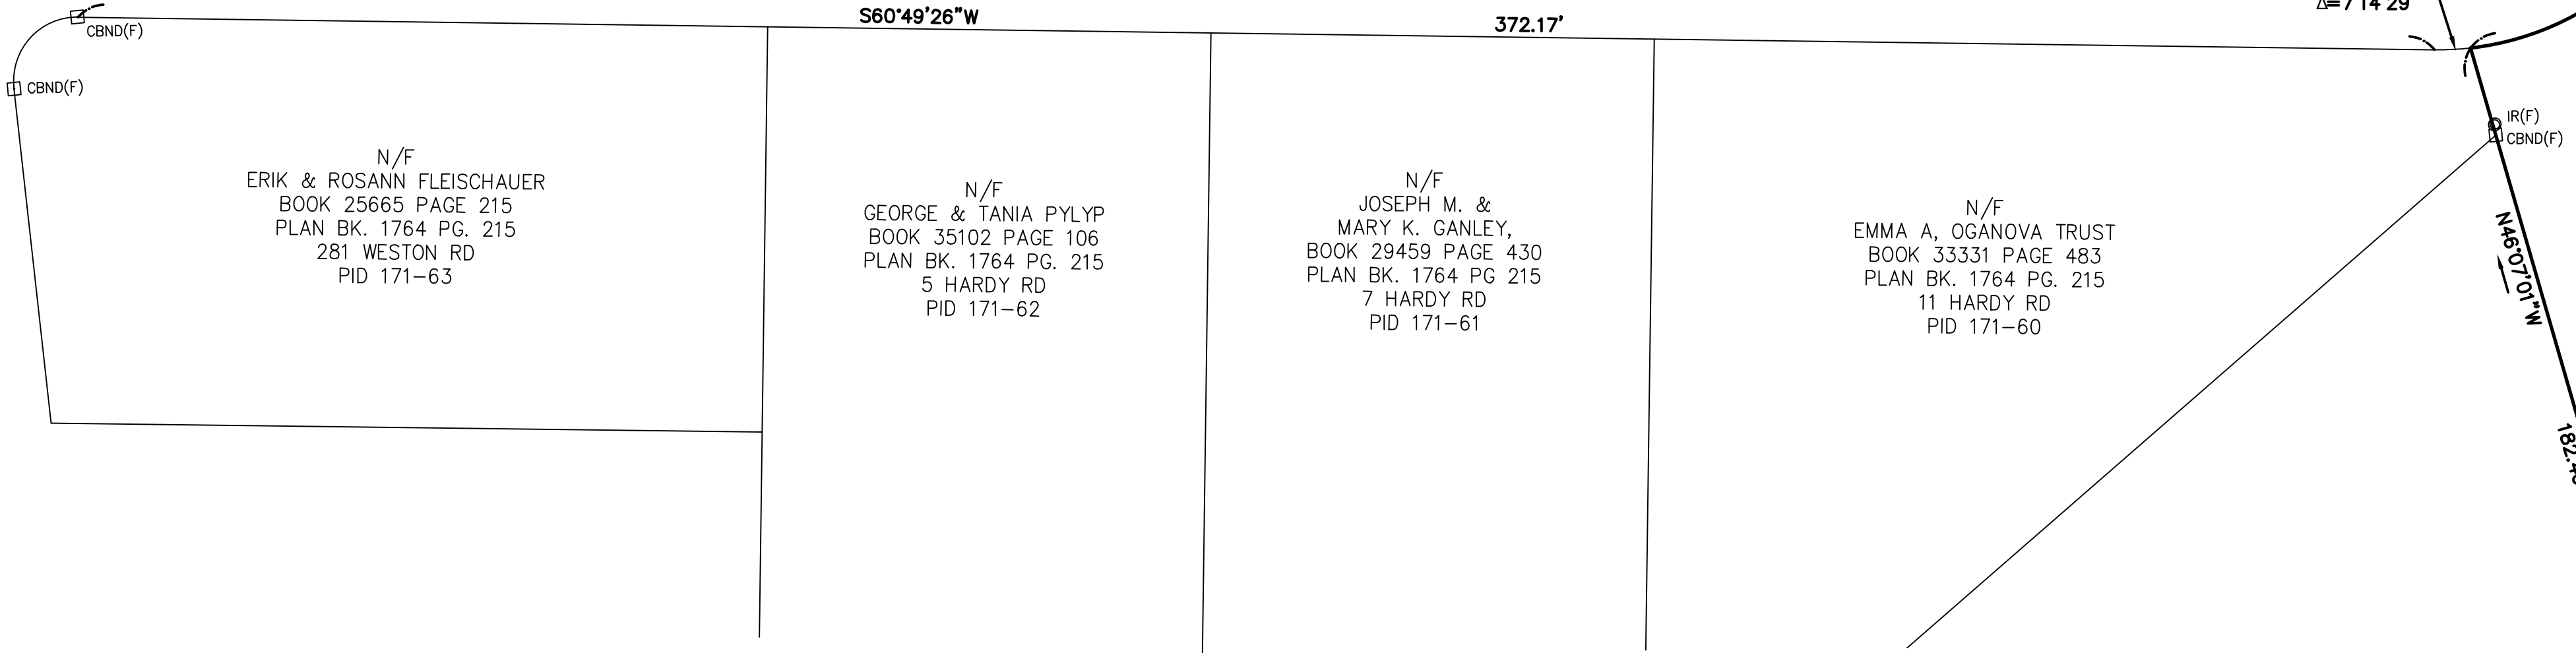 S60°49'26"W
372.17'
Δ=7°14'29"
CBND(F)
CBND(F)
N/F
ERIK & ROSANN FLEISCHAUER
BOOK 25665 PAGE 215
PLAN BK. 1764 PG. 215
281 WESTON RD
PID 171-63
N/F
GEORGE & TANIA PYLYP
BOOK 35102 PAGE 106
PLAN BK. 1764 PG. 215
5 HARDY RD
PID 171-62
N/F
JOSEPH M. &
MARY K. GANLEY,
BOOK 29459 PAGE 430
PLAN BK. 1764 PG 215
7 HARDY RD
PID 171-61
N/F
EMMA A, OGANOVA TRUST
BOOK 33331 PAGE 483
PLAN BK. 1764 PG. 215
11 HARDY RD
PID 171-60
IR(F)
CBND(F)
N46°07'01"W